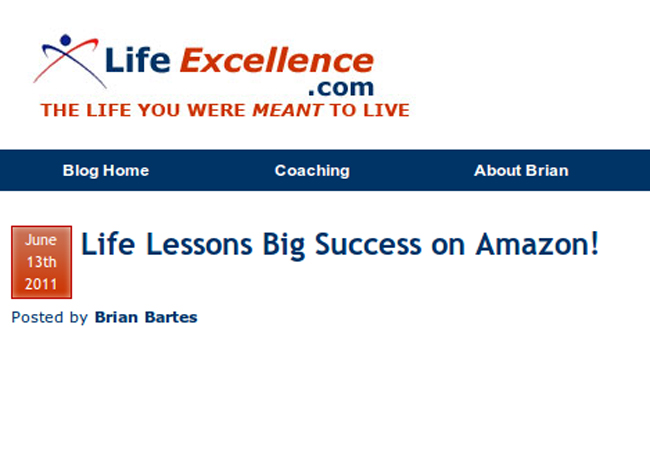 Life Excellence
.com
THE LIFE YOU WERE MEANT TO LIVE
Blog Home Coaching About Brian
June
13th
2011
Life Lessons Big Success on Amazon!
Posted by Brian Bartes